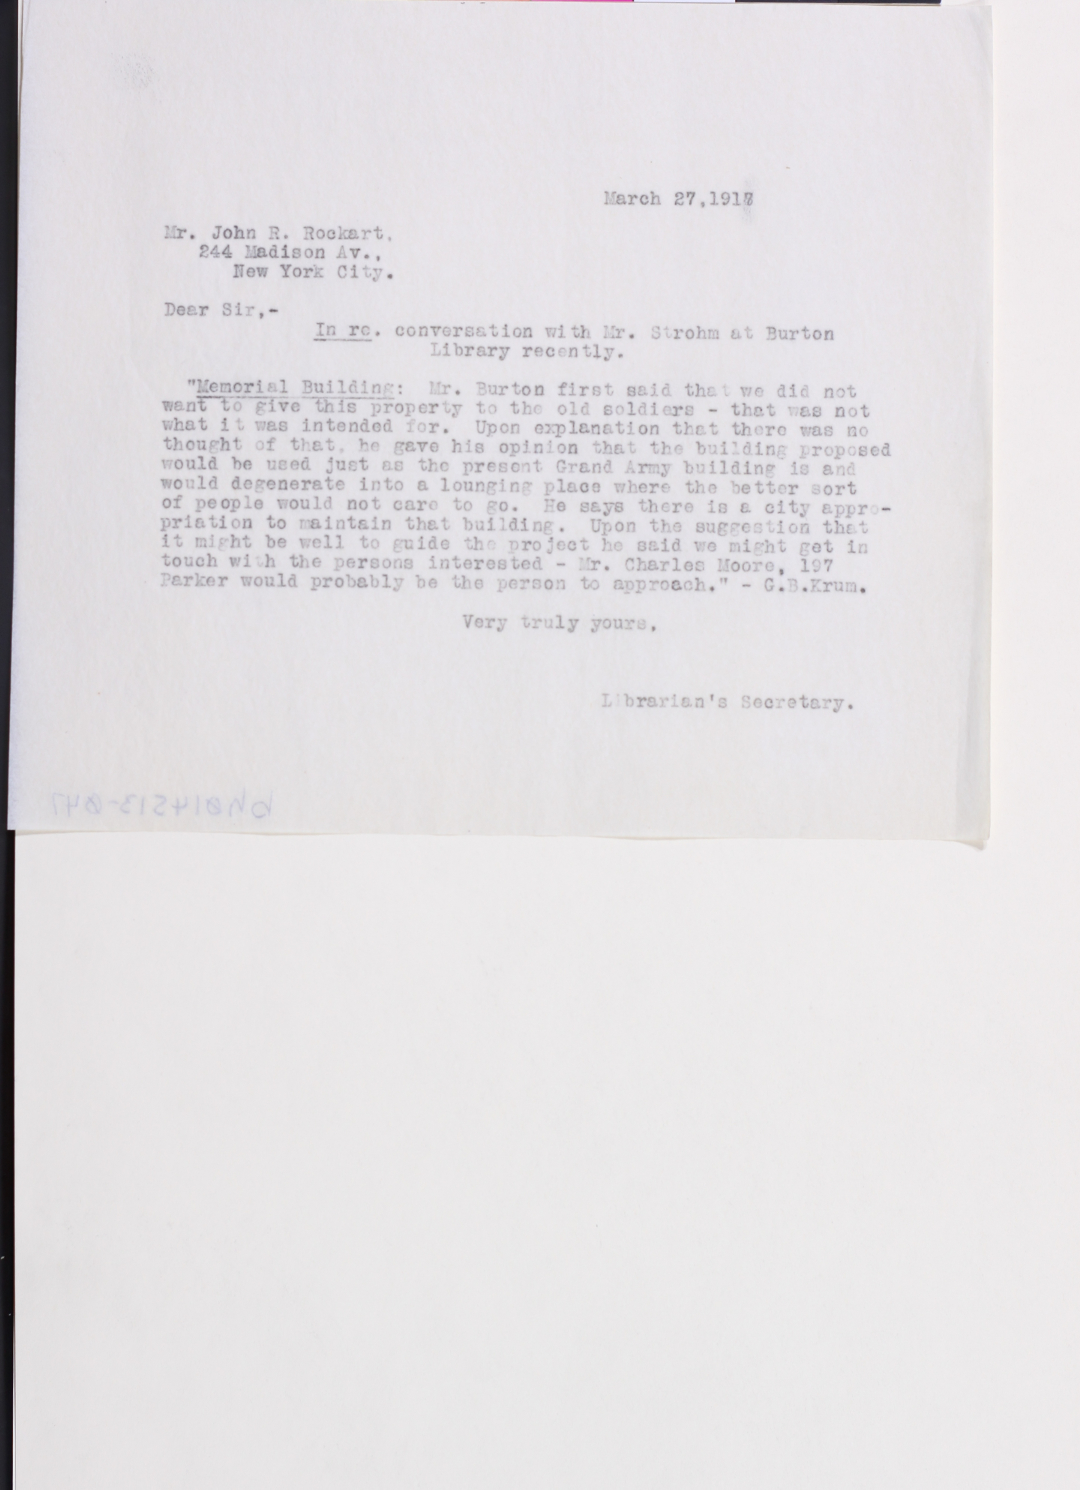 March 27,1917
Mr. John R. Rockart,
244 Madison Av.,
New York City.
Dear Sir,-
In re. conversation with Mr. Strohm at Burton
Library recently.
"Memorial Building: Mr. Burton first said that we did not
want to give this property to the old soldiers - that was not
what it was intended for. Upon explanation that there was no
thought of that, he gave his opinion that the building proposed
would be used just as the present Grand Army building is and
would degenerate into a lounging place where the better sort
of people would not care to go. He says there is a city appro-
priation to maintain that building. Upon the suggestion that
it might be well to guide the project he said we might get in
touch with the persons interested - Mr. Charles Moore, 197
Parker would probably be the person to approach." - G.B.Krum.
Very truly yours,
Librarian's Secretary.
bh014513-047